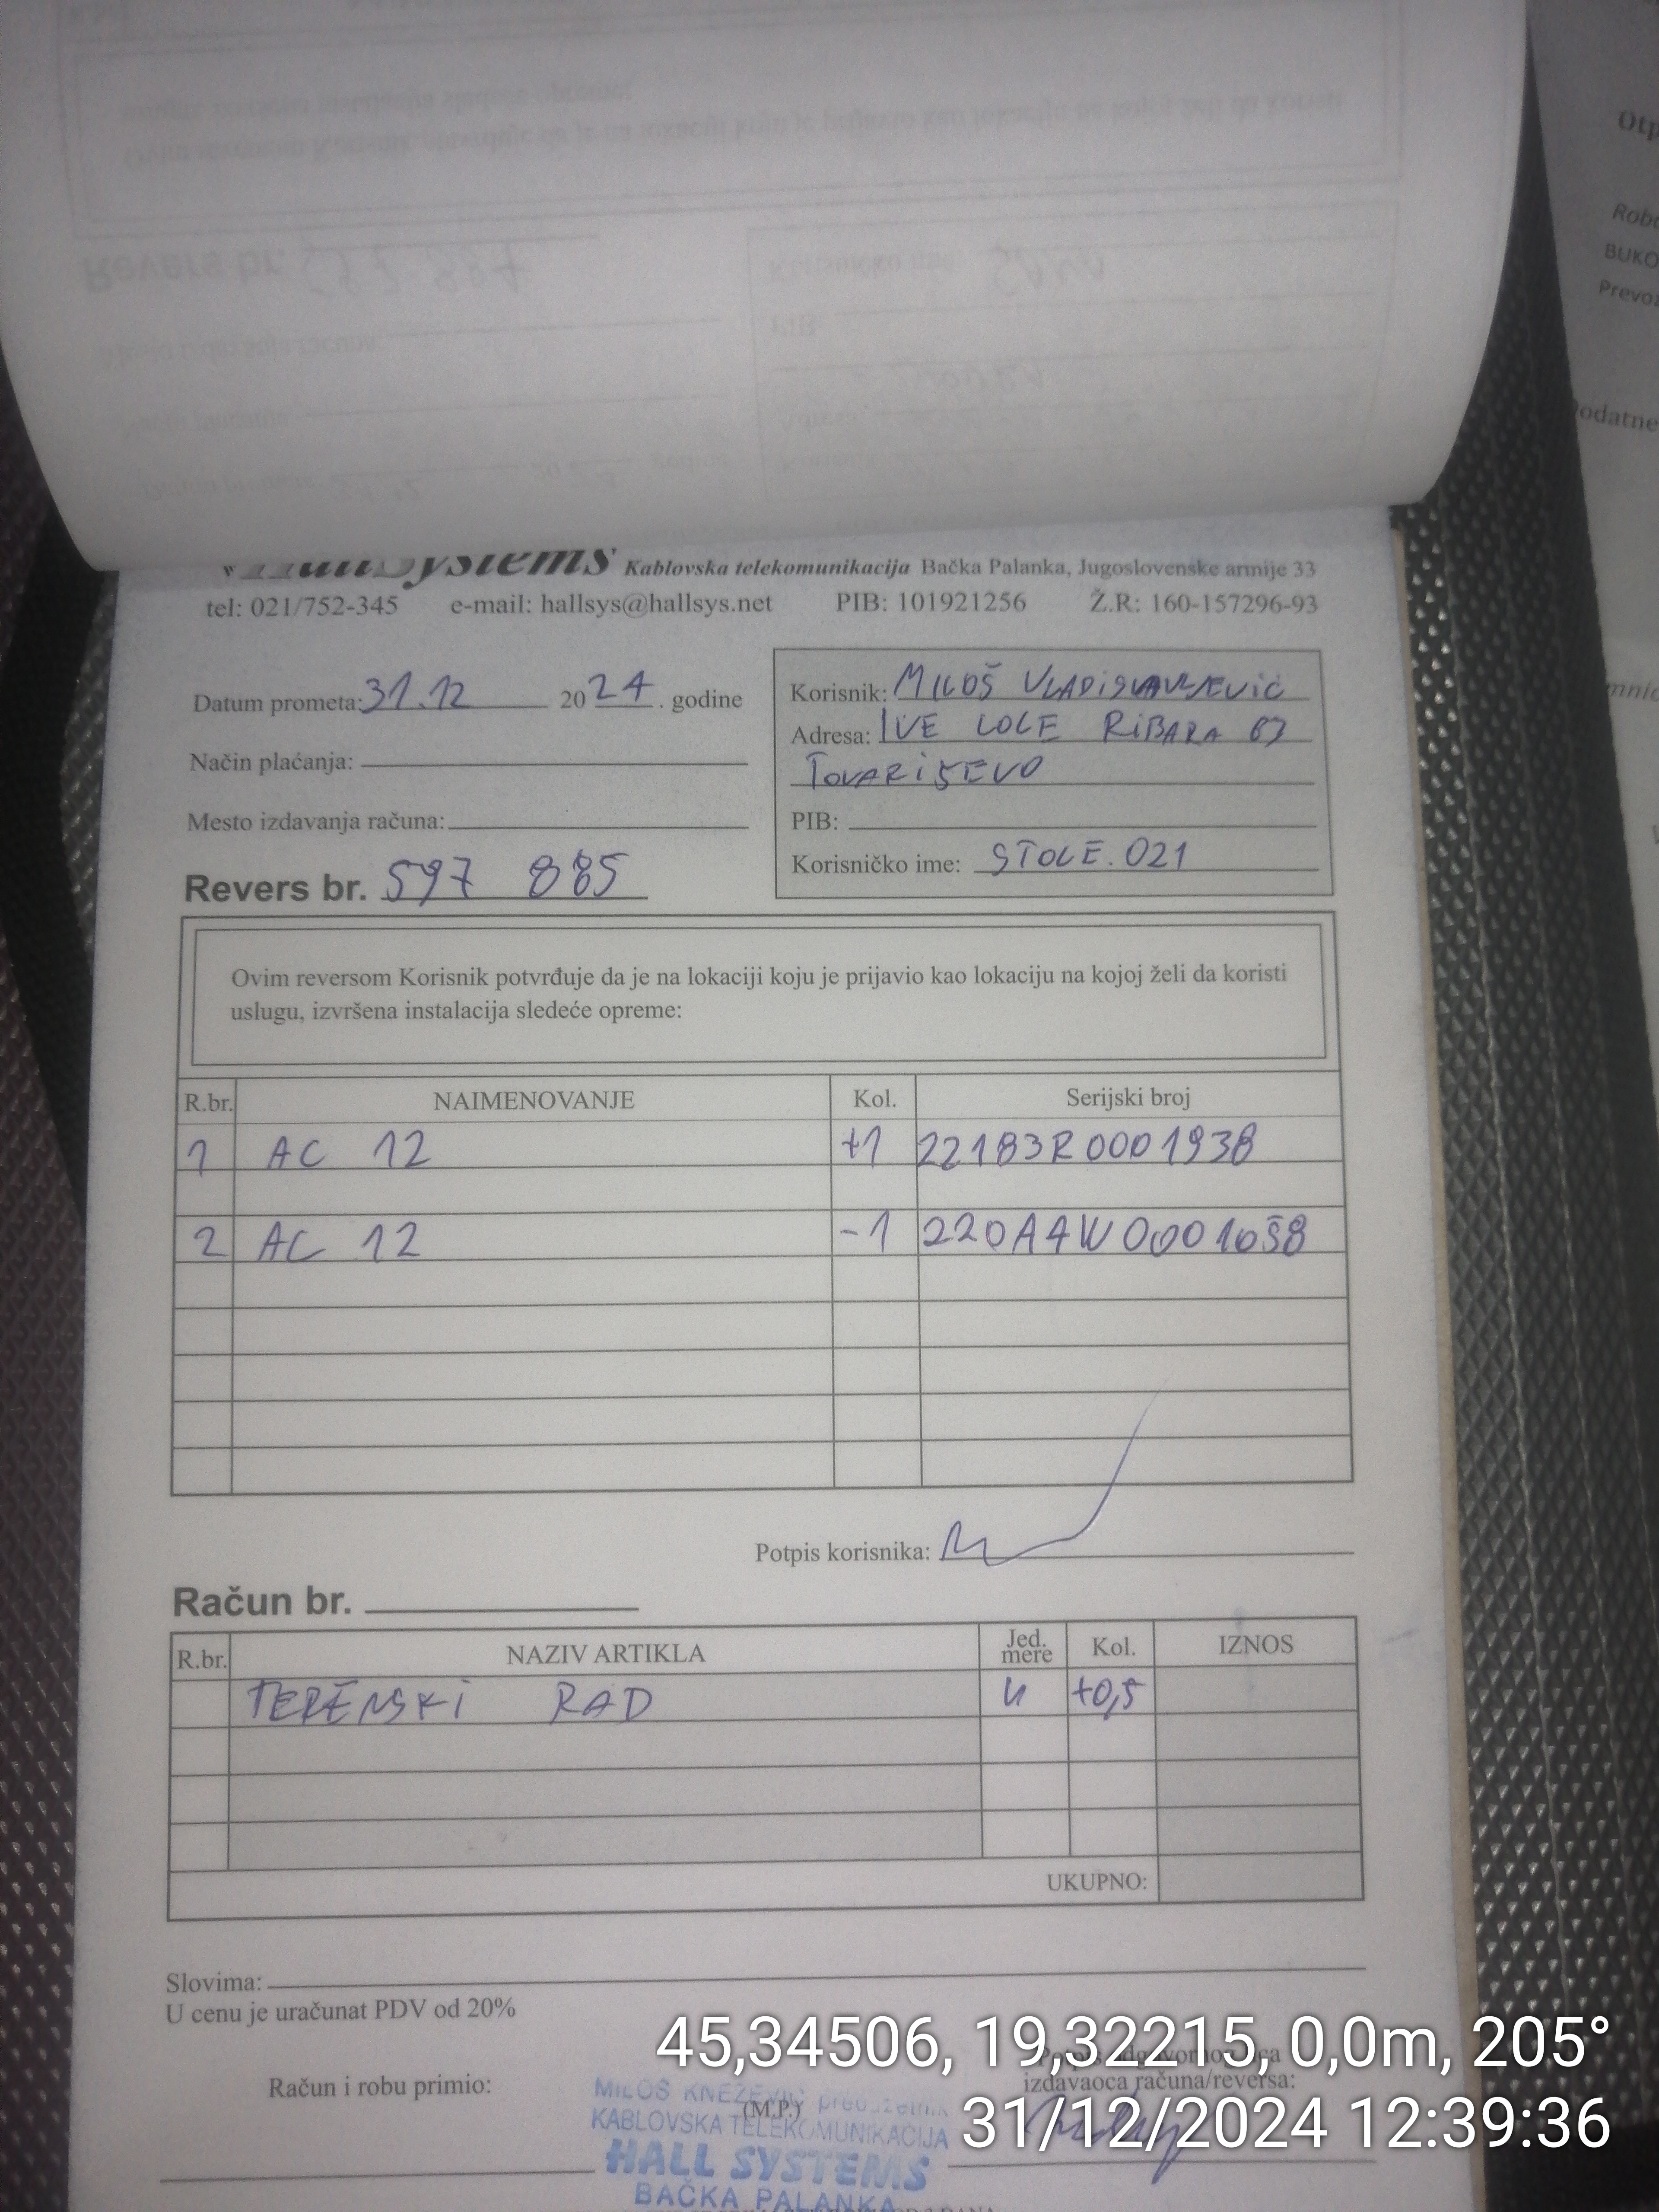 Systems Kablovska telekomunikacija Bačka Palanka, Jugoslovenske armije 33
tel: 021/752-345 e-mail: hallsys@hallsys.net PIB: 101921256 Ž.R: 160-157296-93
Datum prometa: 31.12 2024. godine
Način plaćanja:
Mesto izdavanja računa:
Revers br. 597 885
Korisnik: MILOŠ VLADISLAVLJEVIĆ
Adresa: IVE LOLE RIBARA 63
TOVARIŠEVO
PIB:
Korisničko ime: STOLE.021
Ovim reversom Korisnik potvrđuje da je na lokaciji koju je prijavio kao lokaciju na kojoj želi da koristi
uslugu, izvršena instalacija sledeće opreme:
R.br. NAIMENOVANJE Kol. Serijski broj
1 AC 12 +1 22183R0001938
2 AC 12 -1 220A4W0001058
Potpis korisnika:
Račun br.
R.br. NAZIV ARTIKLA Jed. mere Kol. IZNOS
TERENSKI RAD +0,5
UKUPNO:
Slovima:
U cenu je uračunat PDV od 20%
45,34506, 19,32215, 0,0m, 205°
izdavaoca računa/reversa:
Račun i robu primio:
(M.P.)
31/12/2024 12:39:36
MILOŠ KNEŽEVIĆ preduzetnik
KABLOVSKA TELEKOMUNIKACIJA
HALL SYSTEMS
BAČKA PALANKA